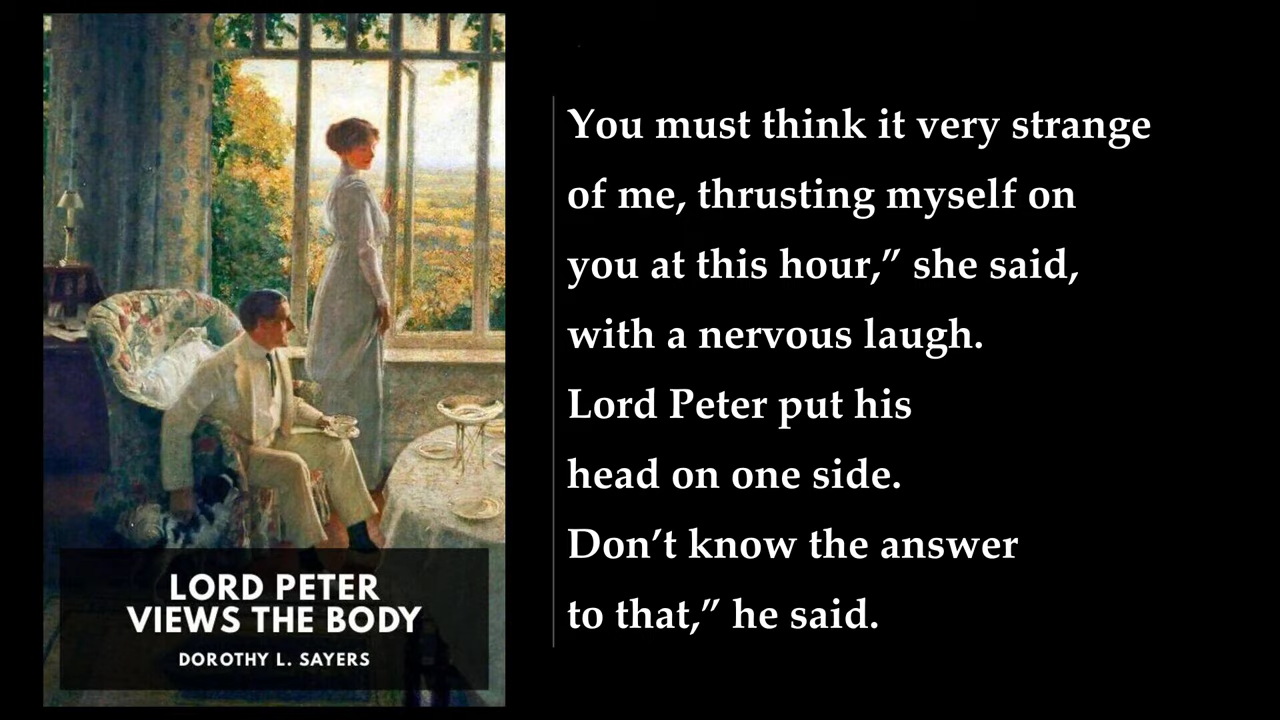 LORD PETER
VIEWS THE BODY
DOROTHY L. SAYERS
You must think it very strange
of me, thrusting myself on
you at this hour,” she said,
with a nervous laugh.
Lord Peter put his
head on one side.
Don’t know the answer
to that,” he said.